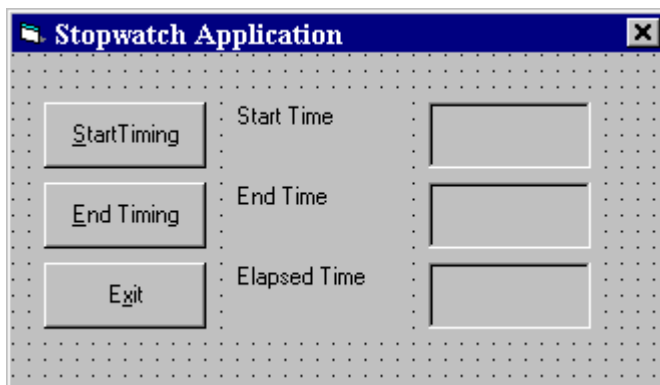 Stopwatch Application
StartTiming
Start Time
End Timing
End Time
Exit
Elapsed Time